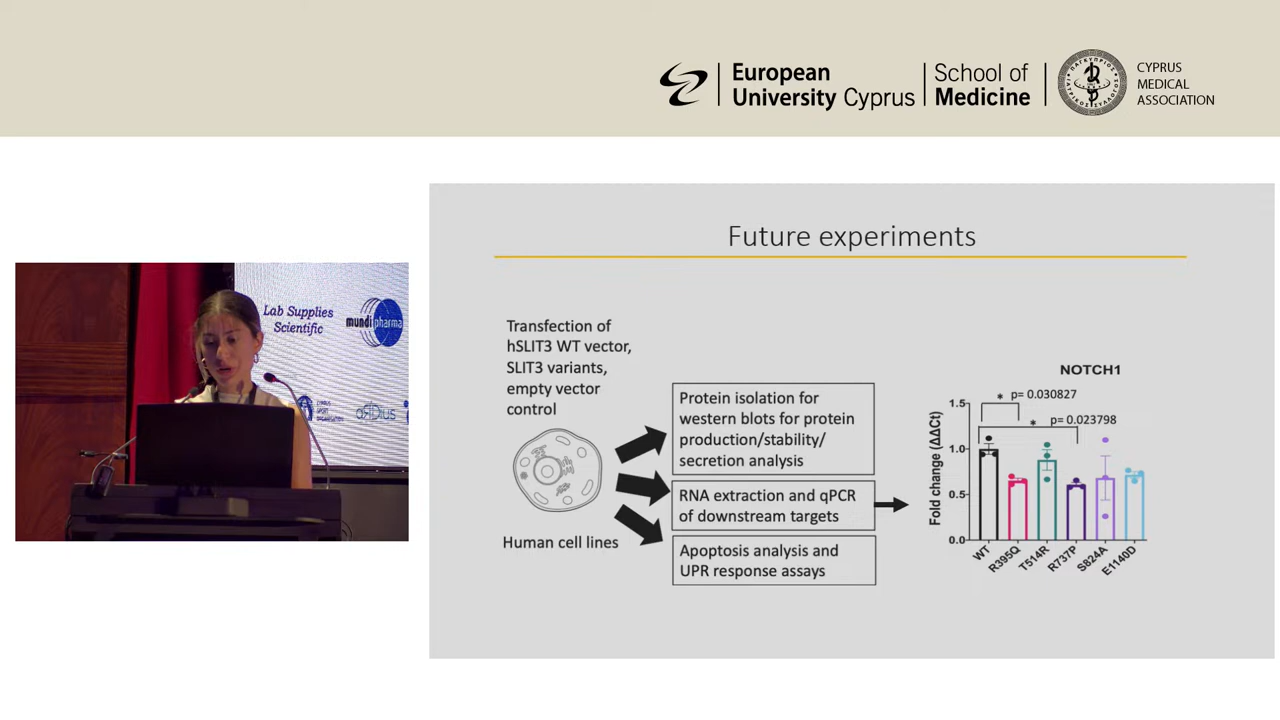 European
University Cyprus
School of
Medicine
CYPRUS
MEDICAL
ASSOCIATION
Lab Supplies
Scientific
mundipharma
Future experiments
Transfection of
hSLIT3 WT vector,
SLIT3 variants,
empty vector
control
Human cell lines
Protein isolation for
western blots for protein
production/stability/
secretion analysis
RNA extraction and qPCR
of downstream targets
Apoptosis analysis and
UPR response assays
NOTCH1
* p= 0.030827
* p= 0.023798
Fold change (ΔΔCt)
1.5
1.0
0.5
0.0
WT
R395Q
T514R
R737P
S824A
E1140D